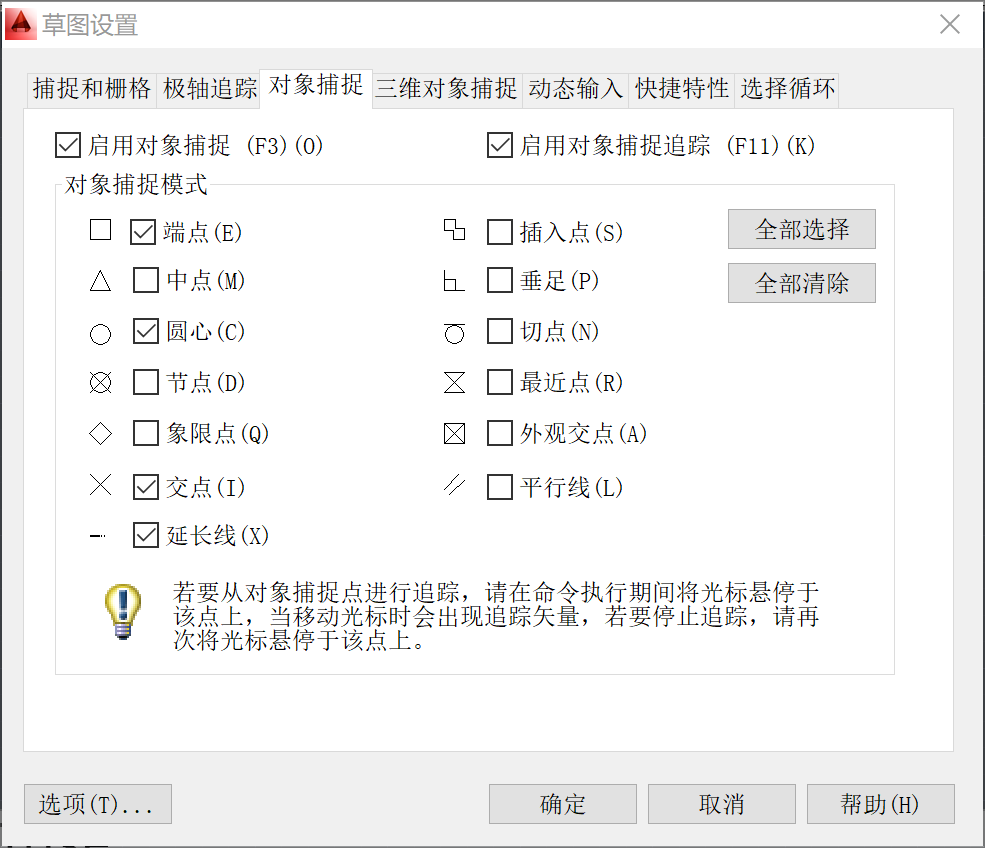 草图设置
捕捉和栅格 极轴追踪 对象捕捉 三维对象捕捉 动态输入 快捷特性 选择循环
启用对象捕捉 (F3)(O) 启用对象捕捉追踪 (F11)(K)
对象捕捉模式
端点(E) 插入点(S) 全部选择
中点(M) 垂足(P) 全部清除
圆心(C) 切点(N)
节点(D) 最近点(R)
象限点(Q) 外观交点(A)
交点(I) 平行线(L)
延长线(X)
若要从对象捕捉点进行追踪，请在命令执行期间将光标悬停于
该点上，当移动光标时会出现追踪矢量，若要停止追踪，请再
次将光标悬停于该点上。
选项(T)... 确定 取消 帮助(H)